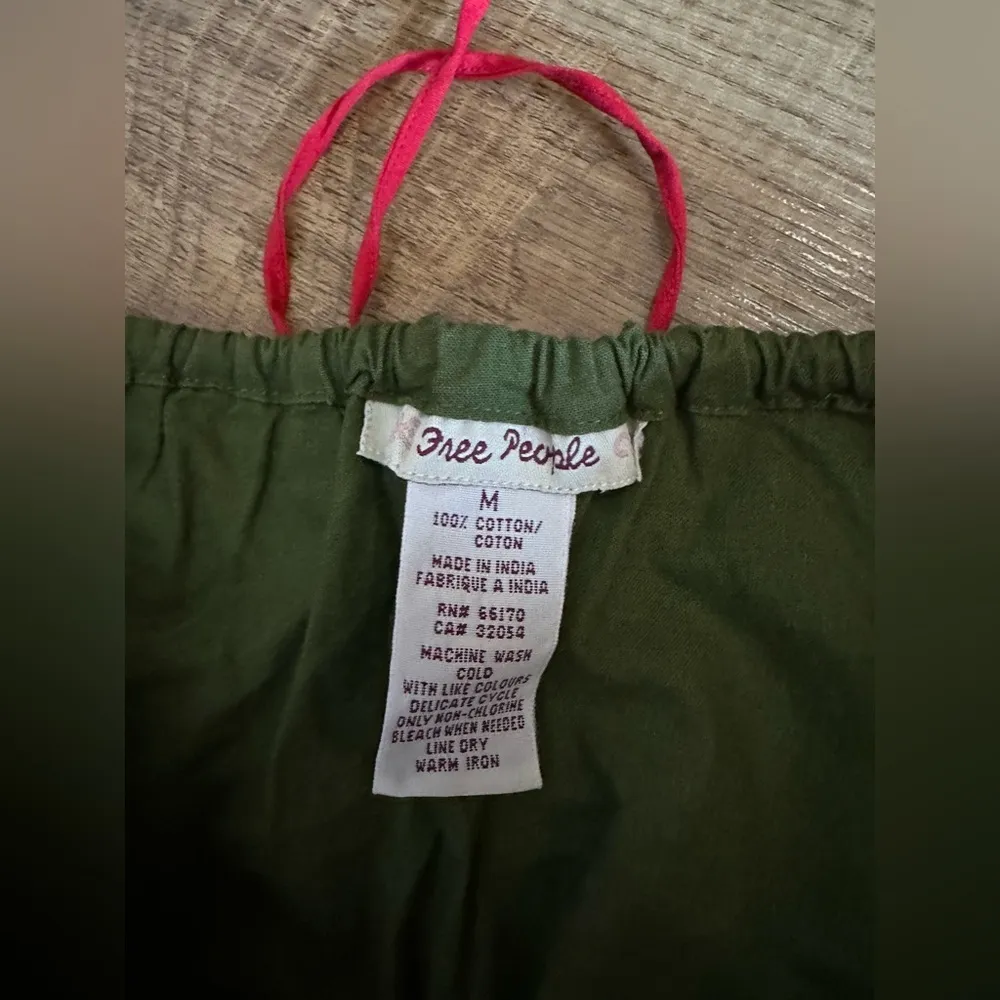 Free People
M
100% COTTON/
COTON
MADE IN INDIA
FABRIQUE A INDIA
RN# 66170
CA# 32054
MACHINE WASH
COLD
WITH LIKE COLOURS
DELICATE CYCLE
ONLY NON-CHLORINE
BLEACH WHEN NEEDED
LINE DRY
WARM IRON